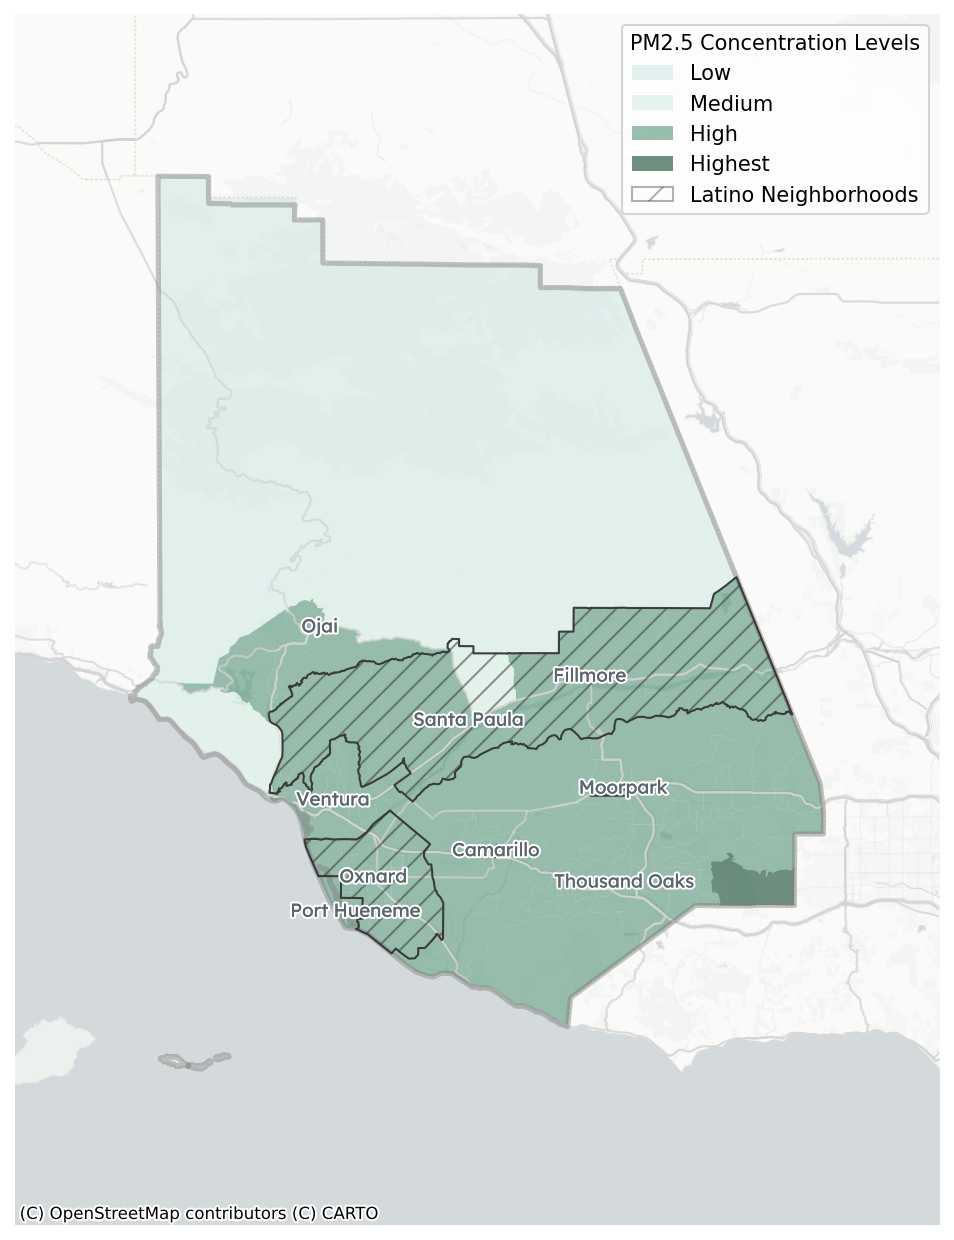 PM2.5 Concentration Levels
Low
Medium
High
Highest
Latino Neighborhoods
Ojai
Fillmore
Santa Paula
Moorpark
Ventura
Camarillo
Oxnard
Thousand Oaks
Port Hueneme
(C) OpenStreetMap contributors (C) CARTO